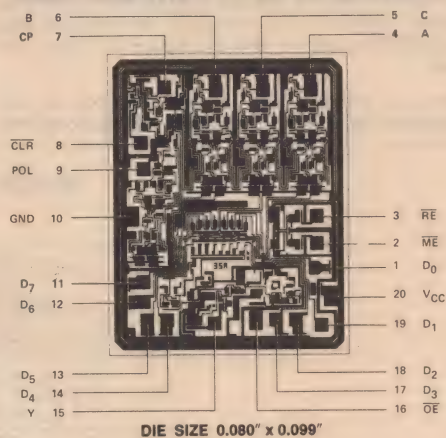 B 6
CP 7
5 C
4 A
CLR 8
POL 9
GND 10
3 RE
2 ME
1 D0
D7 11
D6 12
20 VCC
19 D1
D5 13
D4 14
Y 15
18 D2
17 D3
16 OE
DIE SIZE 0.080" x 0.099"